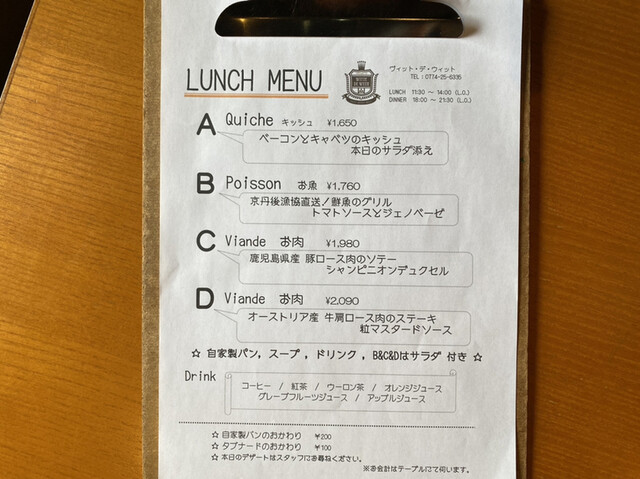 LUNCH MENU
ヴィット・デ・ウィット
TEL：0774-25-6335
LUNCH 11:30 ～ 14:00 (L.O.)
DINNER 18:00 ～ 21:30 (L.O.)
A Quiche キッシュ ¥1,650
ベーコンとキャベツのキッシュ
本日のサラダ添え
B Poisson お魚 ¥1,760
京丹後漁協直送！鮮魚のグリル
トマトソースとジェノベーゼ
C Viande お肉 ¥1,980
鹿児島県産 豚ロース肉のソテー
シャンピニオンデュクセル
D Viande お肉 ¥2,090
オーストリア産 牛肩ロース肉のステーキ
粒マスタードソース
☆ 自家製パン, スープ , ドリンク , B&C&Dはサラダ 付き ☆
Drink
コーヒー / 紅茶 / ウーロン茶 / オレンジジュース
グレープフルーツジュース / アップルジュース
☆ 自家製パンのおかわり ￥200
☆ タプナードのおかわり ￥100
☆ 本日のデザートはスタッフにお尋ねください。
※お会計はテーブルにて伺います。